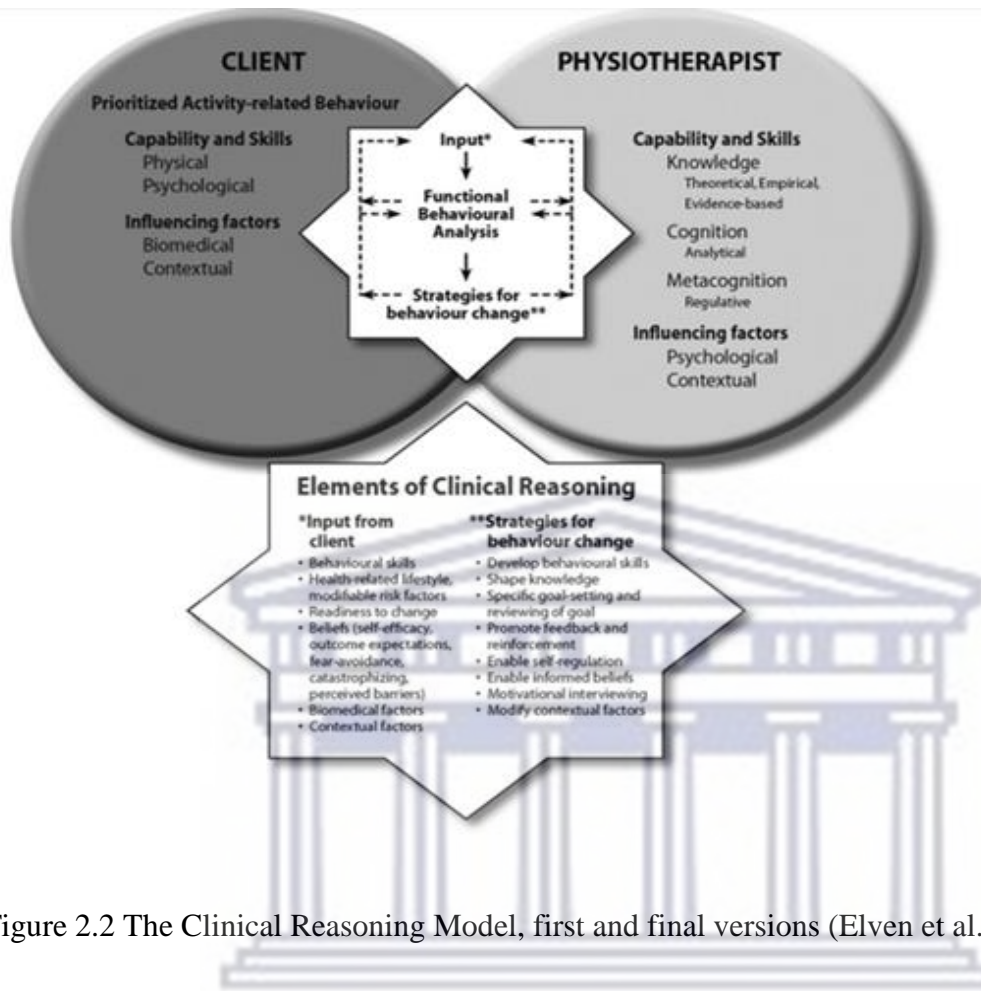 CLIENT
Prioritized Activity-related Behaviour
Capability and Skills
Physical
Psychological
Influencing factors
Biomedical
Contextual
Input*
Functional
Behavioural
Analysis
Strategies for
behaviour change**
PHYSIOTHERAPIST
Capability and Skills
Knowledge
Theoretical, Empirical,
Evidence-based
Cognition
Analytical
Metacognition
Regulative
Influencing factors
Psychological
Contextual
Elements of Clinical Reasoning
*Input from
client
• Behavioural skills
• Health-related lifestyle,
modifiable risk factors
• Readiness to change
• Beliefs (self-efficacy,
outcome expectations,
fear-avoidance,
catastrophizing,
perceived barriers)
• Biomedical factors
• Contextual factors
**Strategies for
behaviour change
• Develop behavioural skills
• Shape knowledge
• Specific goal-setting and
reviewing of goal
• Promote feedback and
reinforcement
• Enable self-regulation
• Enable informed beliefs
• Motivational interviewing
• Modify contextual factors
igure 2.2 The Clinical Reasoning Model, first and final versions (Elven et al.